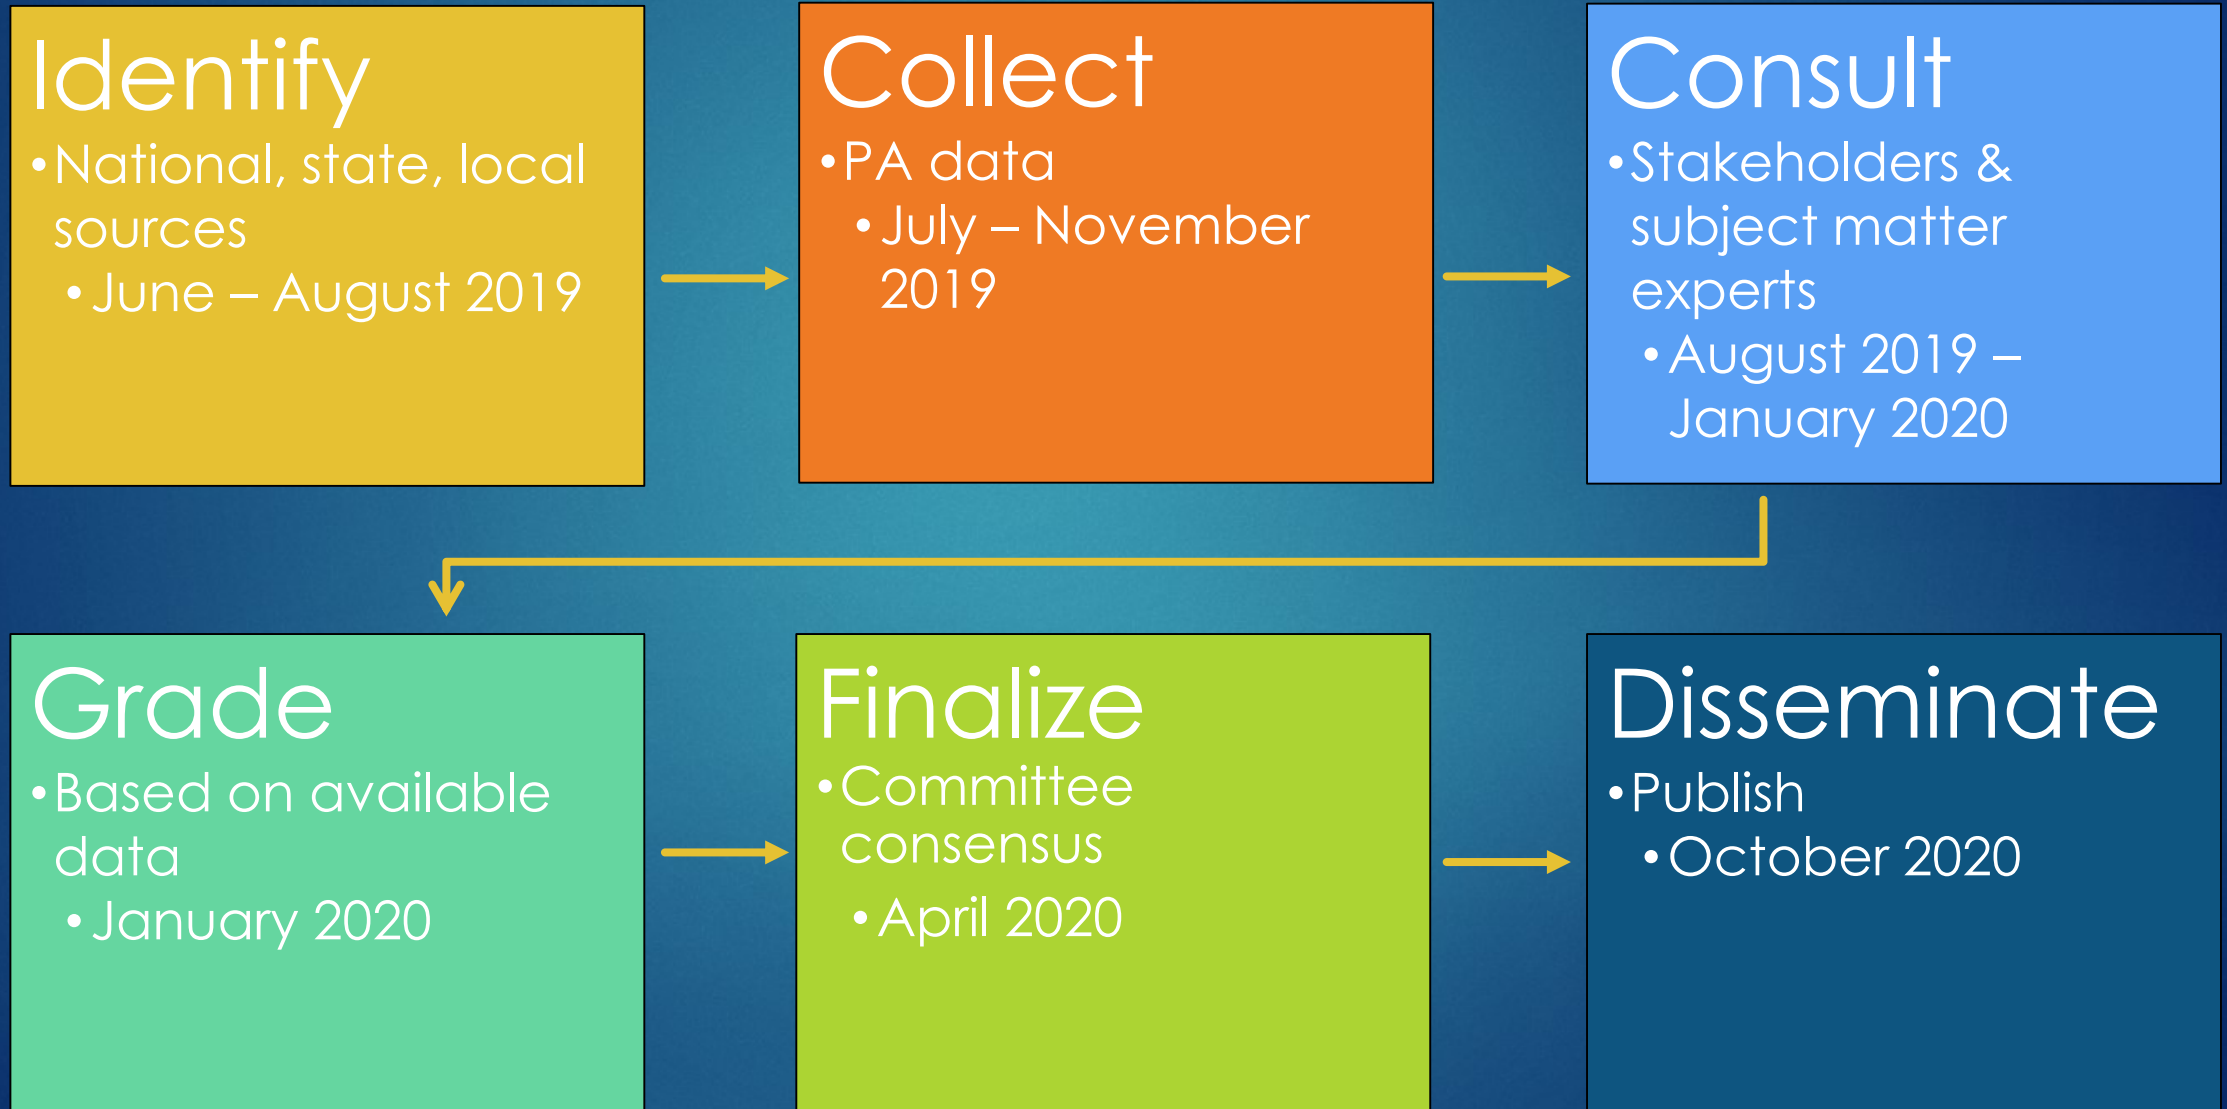 Identify
•National, state, local
sources
•June – August 2019
Collect
•PA data
•July – November
2019
Consult
•Stakeholders &
subject matter
experts
•August 2019 –
January 2020
Grade
•Based on available
data
•January 2020
Finalize
•Committee
consensus
•April 2020
Disseminate
•Publish
•October 2020